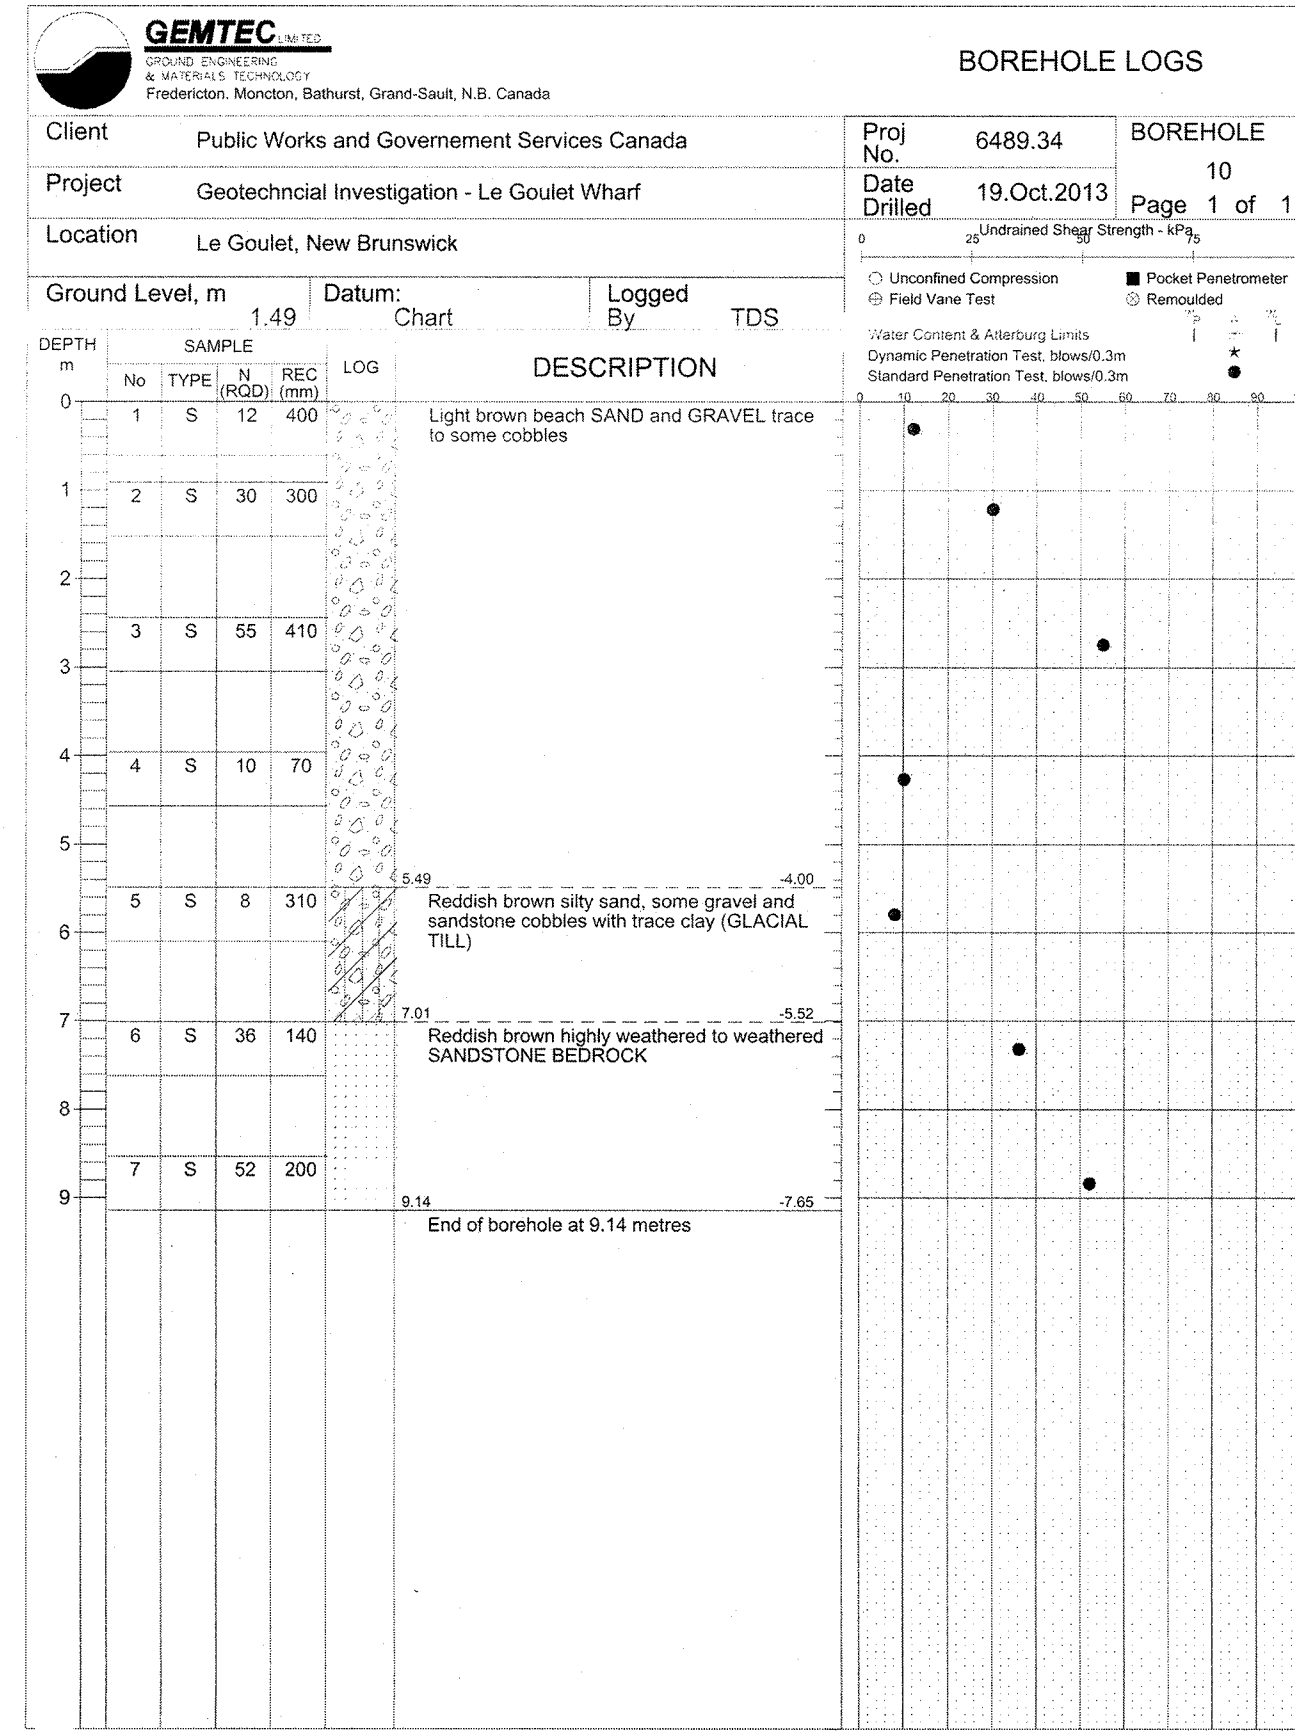 GEMTEC LIMITED
GROUND ENGINEERING
& MATERIALS TECHNOLOGY
Fredericton. Moncton, Bathurst, Grand-Sault, N.B. Canada
BOREHOLE LOGS
Client Public Works and Governement Services Canada
Proj No. 6489.34
BOREHOLE
10
Page 1 of 1
Project Geotechncial Investigation - Le Goulet Wharf
Date Drilled 19.Oct.2013
Location Le Goulet, New Brunswick
Undrained Shear Strength - kPa
0 25 50 75
Unconfined Compression
Pocket Penetrometer
Field Vane Test
Remoulded
Ground Level, m 1.49
Datum: Chart
Logged By TDS
Water Content & Atterburg Limits
Dynamic Penetration Test, blows/0.3m ★
Standard Penetration Test, blows/0.3m ●
DEPTH m
SAMPLE
No TYPE N (RQD) REC (mm)
LOG
DESCRIPTION
0 10 20 30 40 50 60 70 80 90
0
1 S 12 400
Light brown beach SAND and GRAVEL trace
to some cobbles
1
2 S 30 300
2
3 S 55 410
3
4
4 S 10 70
5
5.49 -4.00
5 S 8 310
Reddish brown silty sand, some gravel and
sandstone cobbles with trace clay (GLACIAL
TILL)
6
7.01 -5.52
7
6 S 36 140
Reddish brown highly weathered to weathered
SANDSTONE BEDROCK
8
7 S 52 200
9
9.14 -7.65
End of borehole at 9.14 metres